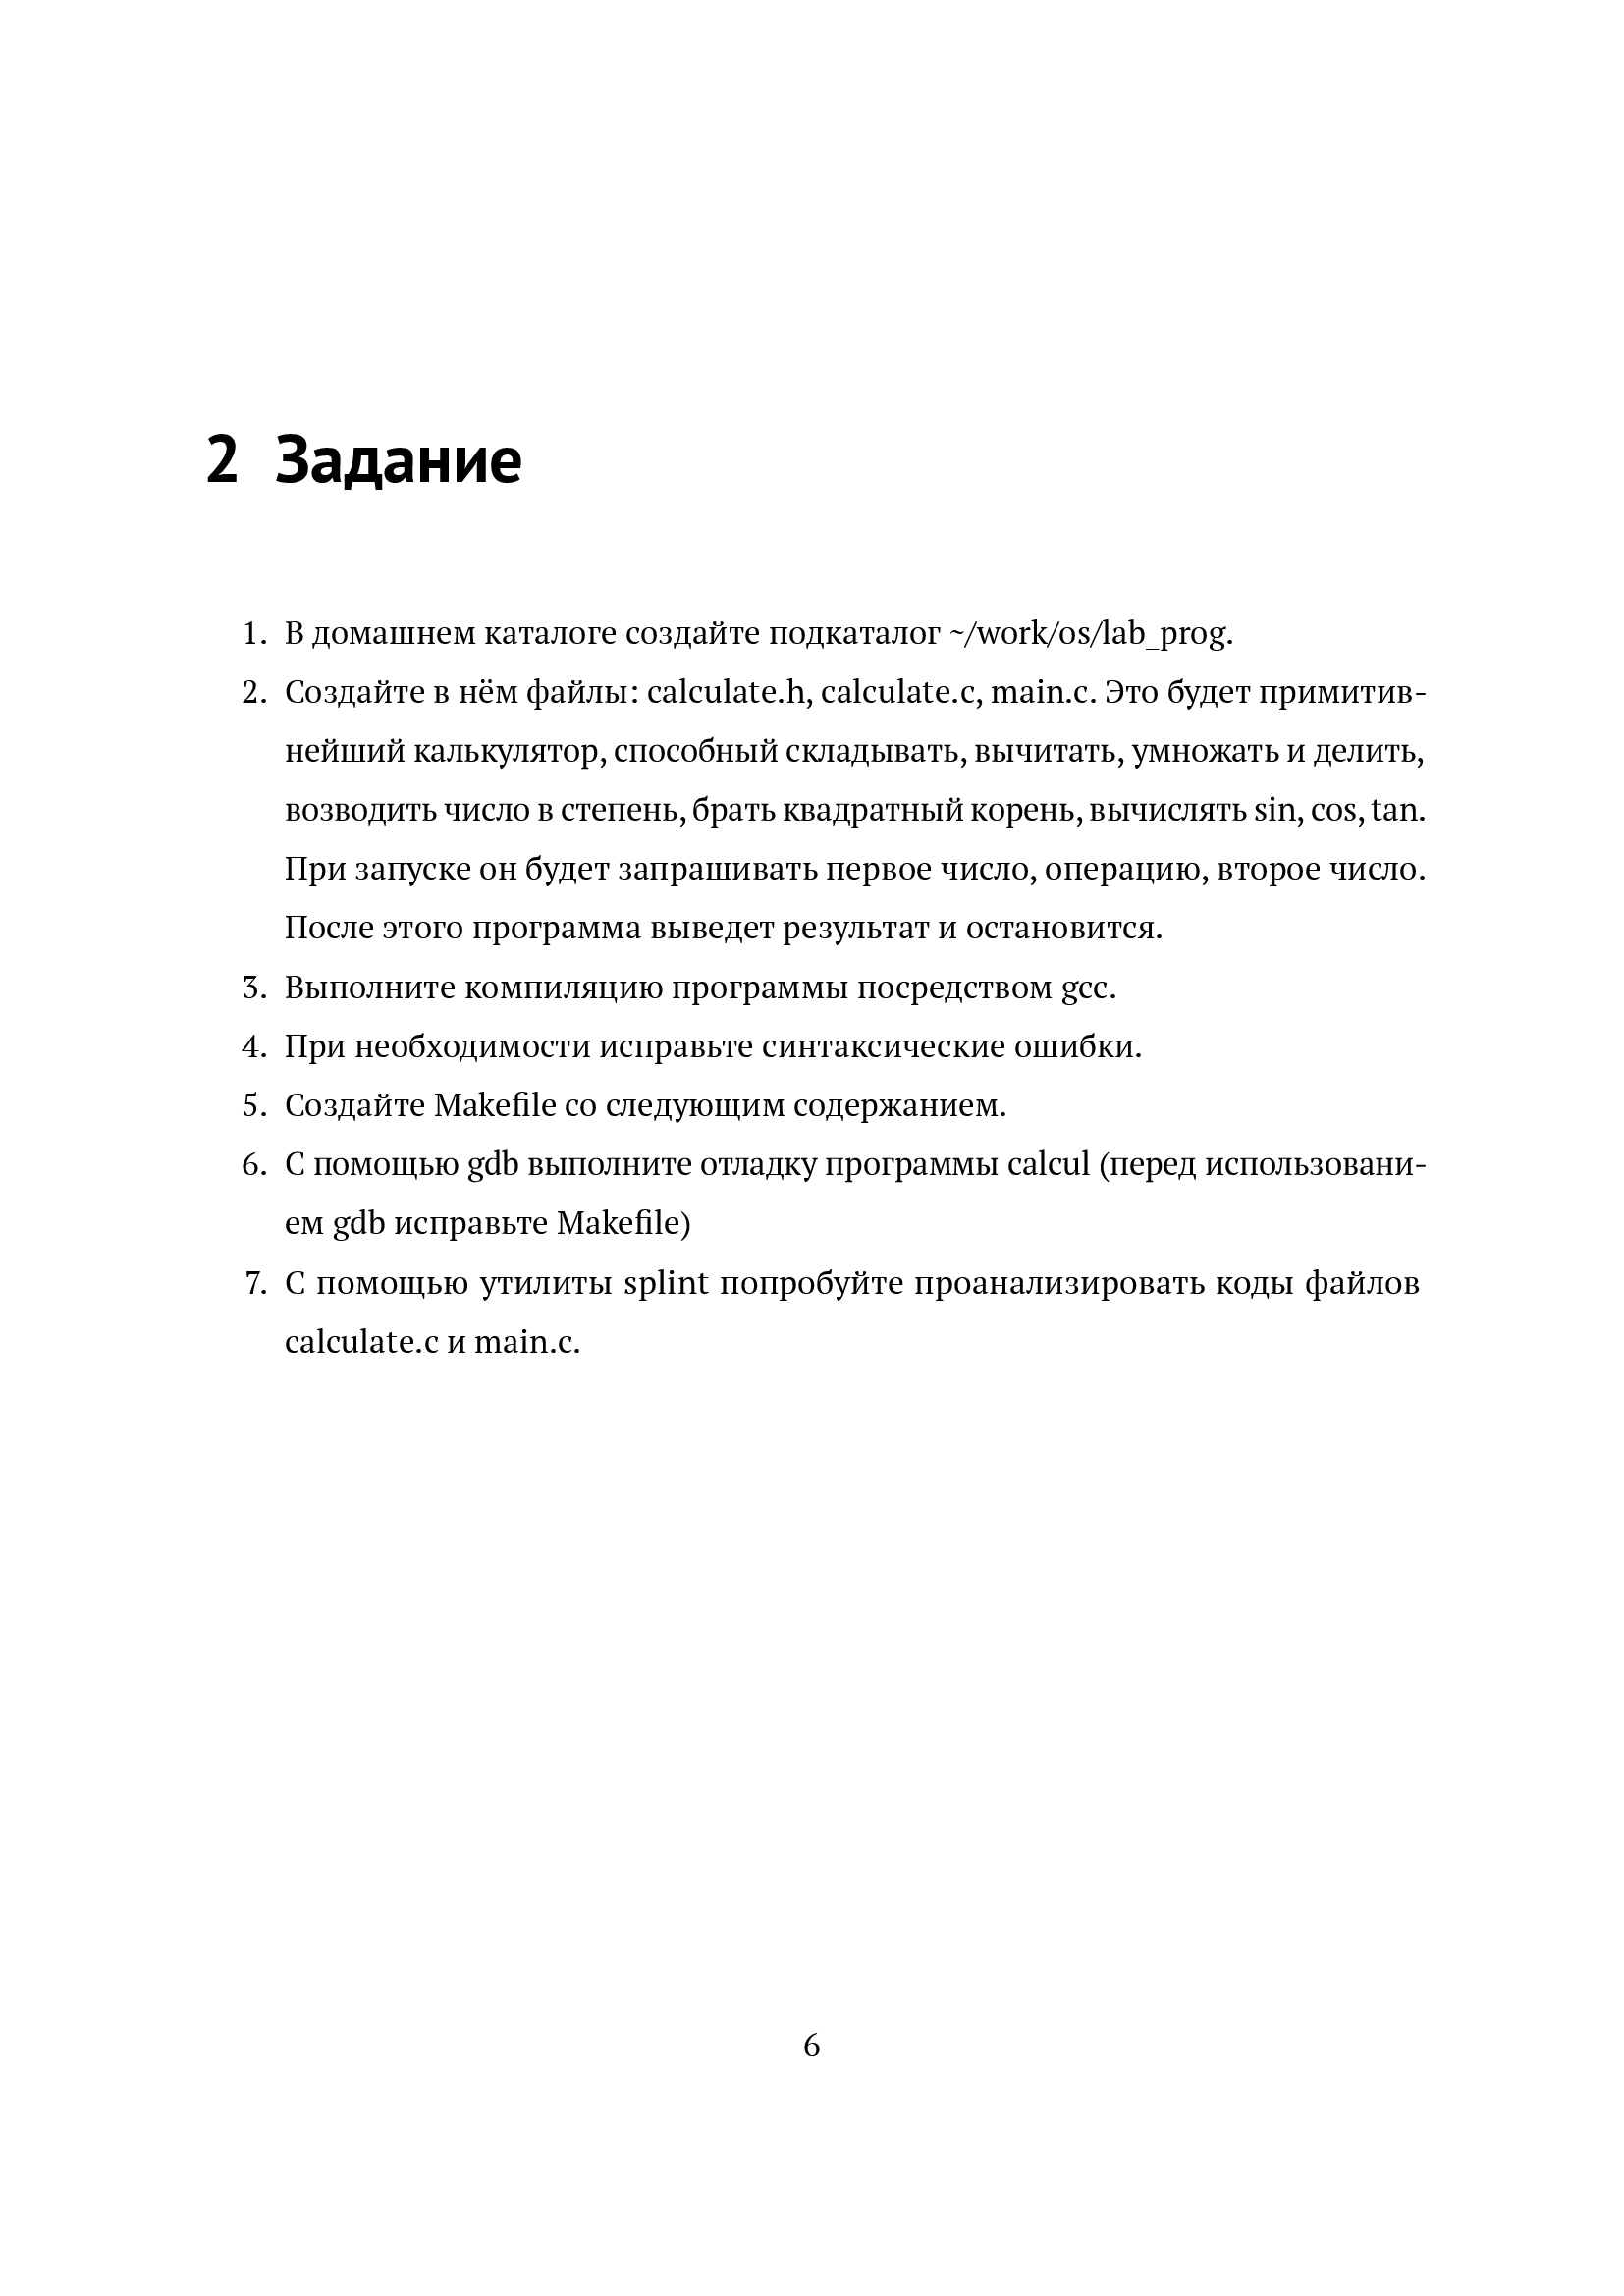 2 Задание
1. В домашнем каталоге создайте подкаталог ~/work/os/lab_prog.
2. Создайте в нём файлы: calculate.h, calculate.c, main.c. Это будет примитив-
нейший калькулятор, способный складывать, вычитать, умножать и делить,
возводить число в степень, брать квадратный корень, вычислять sin, cos, tan.
При запуске он будет запрашивать первое число, операцию, второе число.
После этого программа выведет результат и остановится.
3. Выполните компиляцию программы посредством gcc.
4. При необходимости исправьте синтаксические ошибки.
5. Создайте Makefile со следующим содержанием.
6. С помощью gdb выполните отладку программы calcul (перед использовани-
ем gdb исправьте Makefile)
7. С помощью утилиты splint попробуйте проанализировать коды файлов
calculate.c и main.c.
6